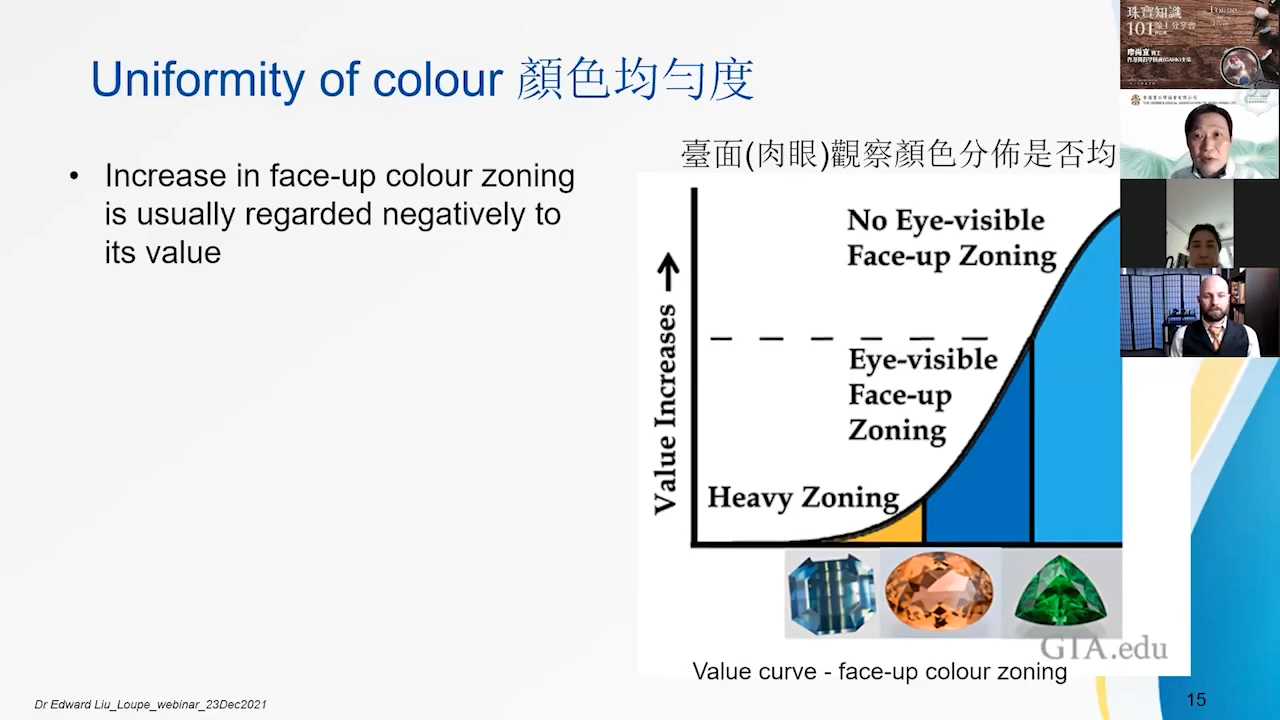 Uniformity of colour 顏色均勻度
• Increase in face-up colour zoning
is usually regarded negatively to
its value
臺面(肉眼)觀察顏色分佈是否均
No Eye-visible
Face-up Zoning
Eye-visible
Face-up
Zoning
Heavy Zoning
Value Increases
GIA.edu
Value curve - face-up colour zoning
Dr Edward Liu_Loupe_webinar_23Dec2021
15
珠寶知識
101